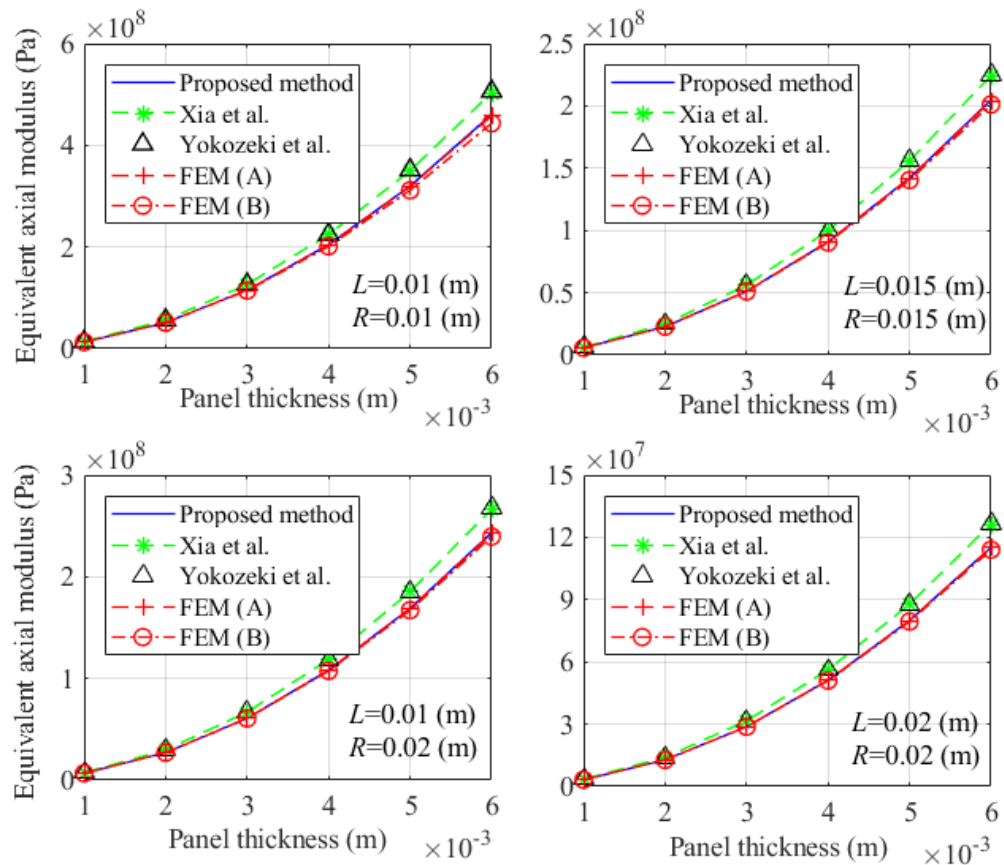 ×10^8
Equivalent axial modulus (Pa)
6
4
2
0
Proposed method
Xia et al.
Yokozeki et al.
FEM (A)
FEM (B)
L=0.01 (m)
R=0.01 (m)
1 2 3 4 5 6
Panel thickness (m)
×10^-3
×10^8
2.5
2
1.5
1
0.5
0
Proposed method
Xia et al.
Yokozeki et al.
FEM (A)
FEM (B)
L=0.015 (m)
R=0.015 (m)
1 2 3 4 5 6
Panel thickness (m)
×10^-3
×10^8
Equivalent axial modulus (Pa)
3
2
1
0
Proposed method
Xia et al.
Yokozeki et al.
FEM (A)
FEM (B)
L=0.01 (m)
R=0.02 (m)
1 2 3 4 5 6
Panel thickness (m)
×10^-3
×10^7
15
12
9
6
3
0
Proposed method
Xia et al.
Yokozeki et al.
FEM (A)
FEM (B)
L=0.02 (m)
R=0.02 (m)
1 2 3 4 5 6
Panel thickness (m)
×10^-3